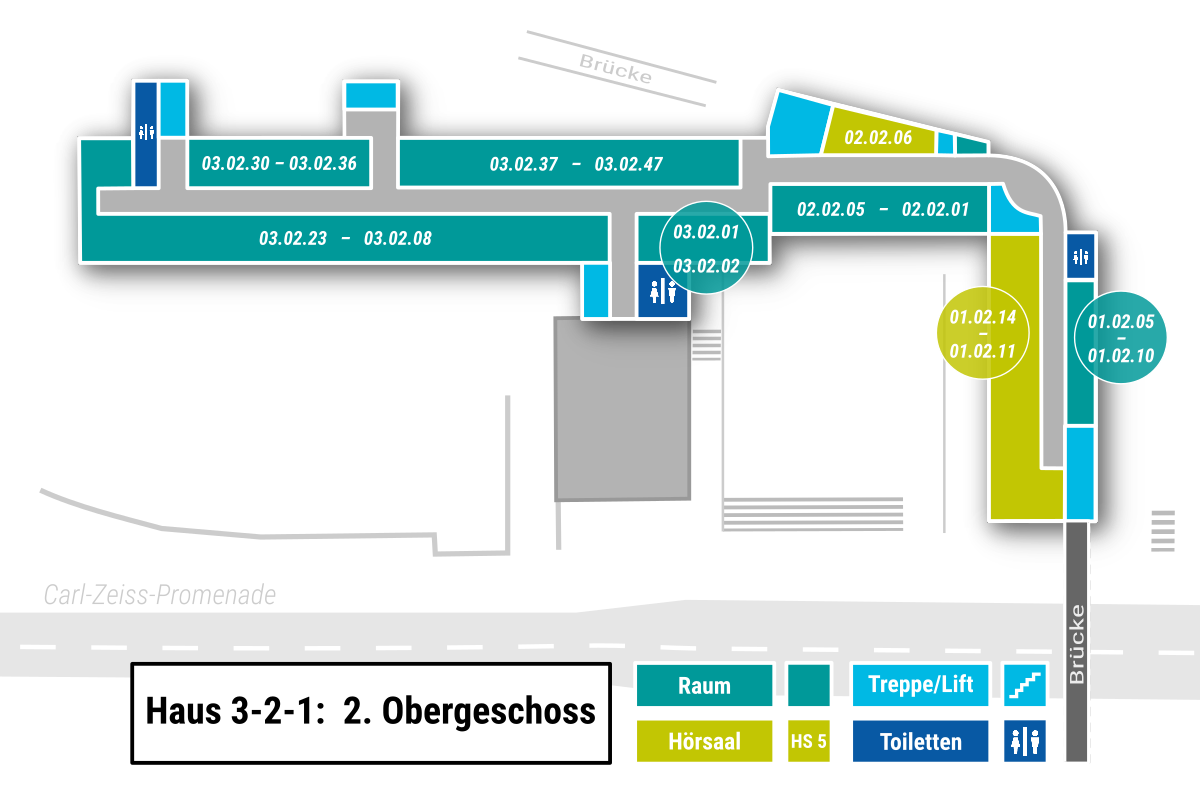 Brücke
02.02.06
03.02.30 – 03.02.36
03.02.37 – 03.02.47
02.02.05 – 02.02.01
03.02.23 – 03.02.08
03.02.01
03.02.02
01.02.14
–
01.02.11
01.02.05
–
01.02.10
Carl-Zeiss-Promenade
Brücke
Haus 3-2-1: 2. Obergeschoss
Raum
Treppe/Lift
Hörsaal
HS 5
Toiletten